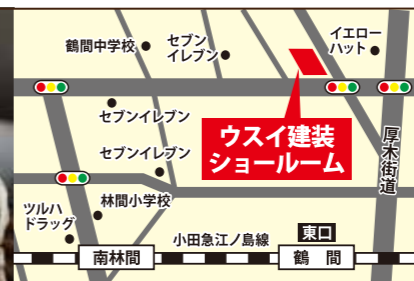 鶴間中学校
セブン
イレブン
イエロー
ハット
セブンイレブン
ウスイ建装
ショールーム
厚木街道
セブンイレブン
林間小学校
ツルハ
ドラッグ
小田急江ノ島線
東口
南林間
鶴 間